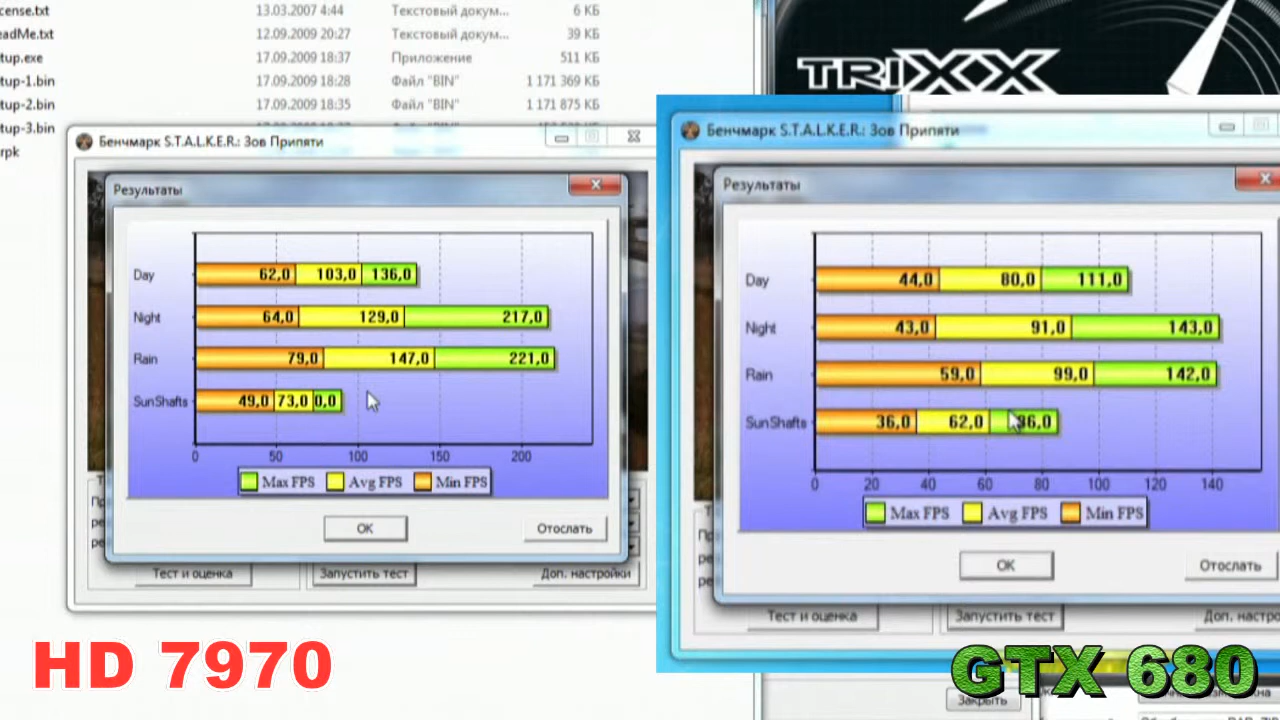 cense.txt 13.03.2007 4:44 Текстовый докум... 6 КБ
eadMe.txt 12.09.2009 20:27 Текстовый докум... 39 КБ
tup.exe 17.09.2009 18:37 Приложение 511 КБ
tup-1.bin 17.09.2009 18:28 Файл "BIN" 1 171 369 КБ
tup-2.bin 17.09.2009 18:35 Файл "BIN" 1 171 875 КБ
tup-3.bin
rpk
TRIXX
Бенчмарк S.T.A.L.K.E.R.: Зов Припяти
Результаты
Day 62,0 103,0 136,0
Night 64,0 129,0 217,0
Rain 79,0 147,0 221,0
SunShafts 49,0 73,0 0,0
0 50 100 150 200
Max FPS Avg FPS Min FPS
OK Отослать
Тест и оценка Запустить тест Доп. настройки
HD 7970
Бенчмарк S.T.A.L.K.E.R.: Зов Припяти
Результаты
Day 44,0 80,0 111,0
Night 43,0 91,0 143,0
Rain 59,0 99,0 142,0
SunShafts 36,0 62,0
0 20 40 60 80 100 120 140
Max FPS Avg FPS Min FPS
OK Отослать
Тест и оценка Запустить тест Доп. настро
GTX 680
Закрыть